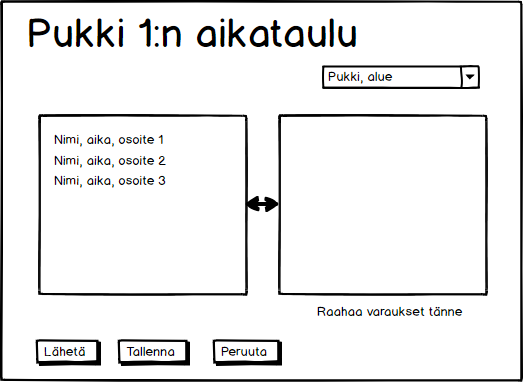 Pukki 1:n aikataulu
Pukki, alue
Nimi, aika, osoite 1
Nimi, aika, osoite 2
Nimi, aika, osoite 3
Raahaa varaukset tänne
Lähetä
Tallenna
Peruuta